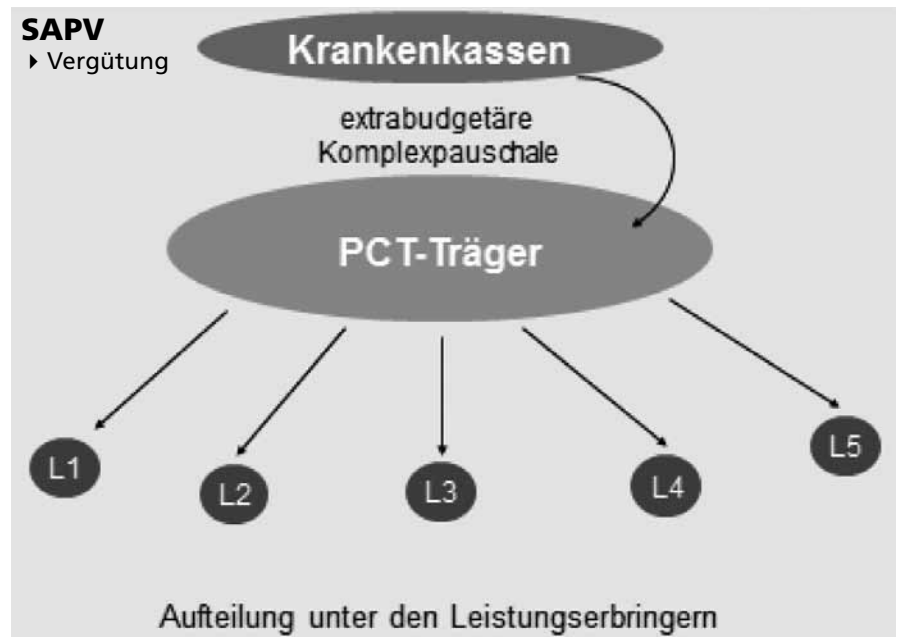 SAPV
▸ Vergütung
Krankenkassen
extrabudgetäre
Komplexpauschale
PCT-Träger
L1
L2
L3
L4
L5
Aufteilung unter den Leistungserbringern